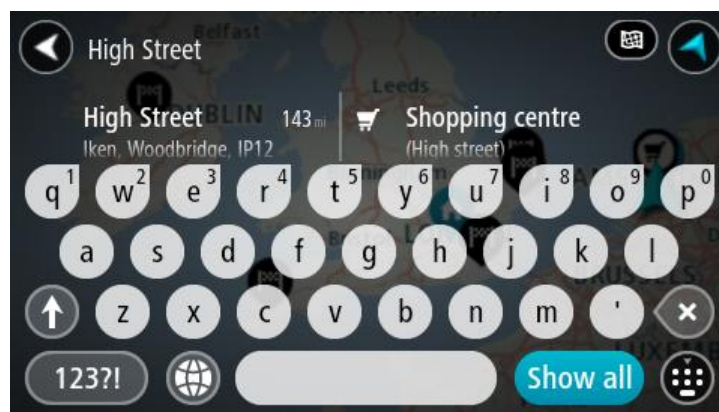 High Street
Belfast
Leeds
DUBLIN
High Street 143 mi
Iken, Woodbridge, IP12
Shopping centre
(High street)
q1 w2 e3 r4 t5 y6 u7 i8 o9 p0
a s d f g h j k l
BRUSSELS
z x c v b n m '
123?! Show all